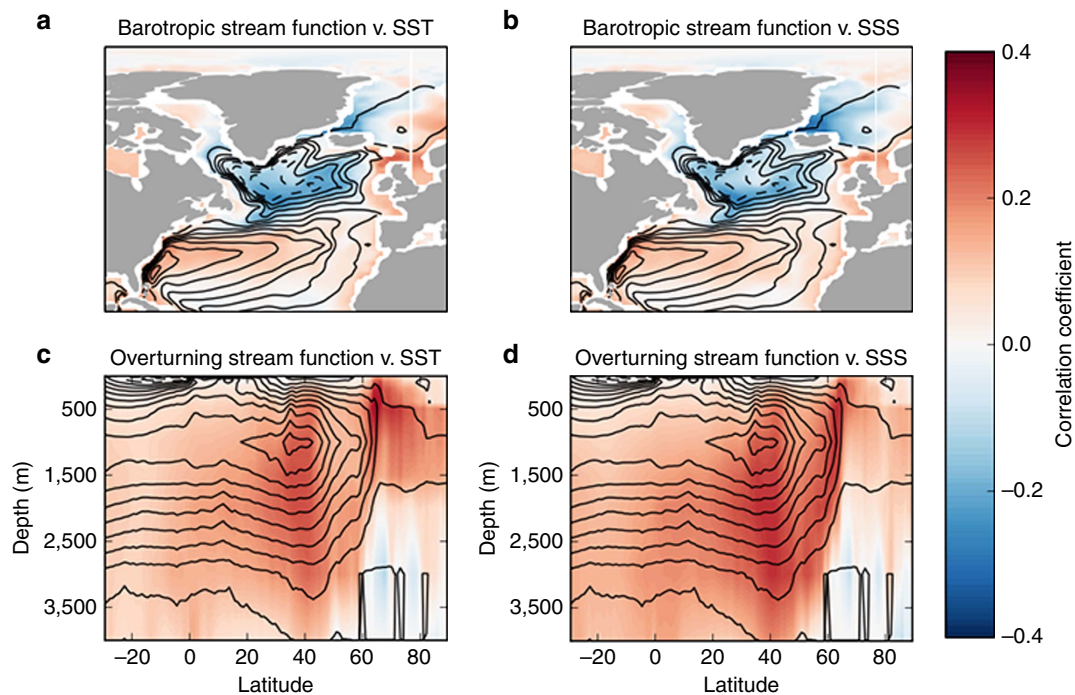 a
Barotropic stream function v. SST
b
Barotropic stream function v. SSS
c
Overturning stream function v. SST
500
1,500
2,500
3,500
Depth (m)
–20 0 20 40 60 80
Latitude
d
Overturning stream function v. SSS
500
1,500
2,500
3,500
Depth (m)
–20 0 20 40 60 80
Latitude
0.4
0.2
0.0
–0.2
–0.4
Correlation coefficient